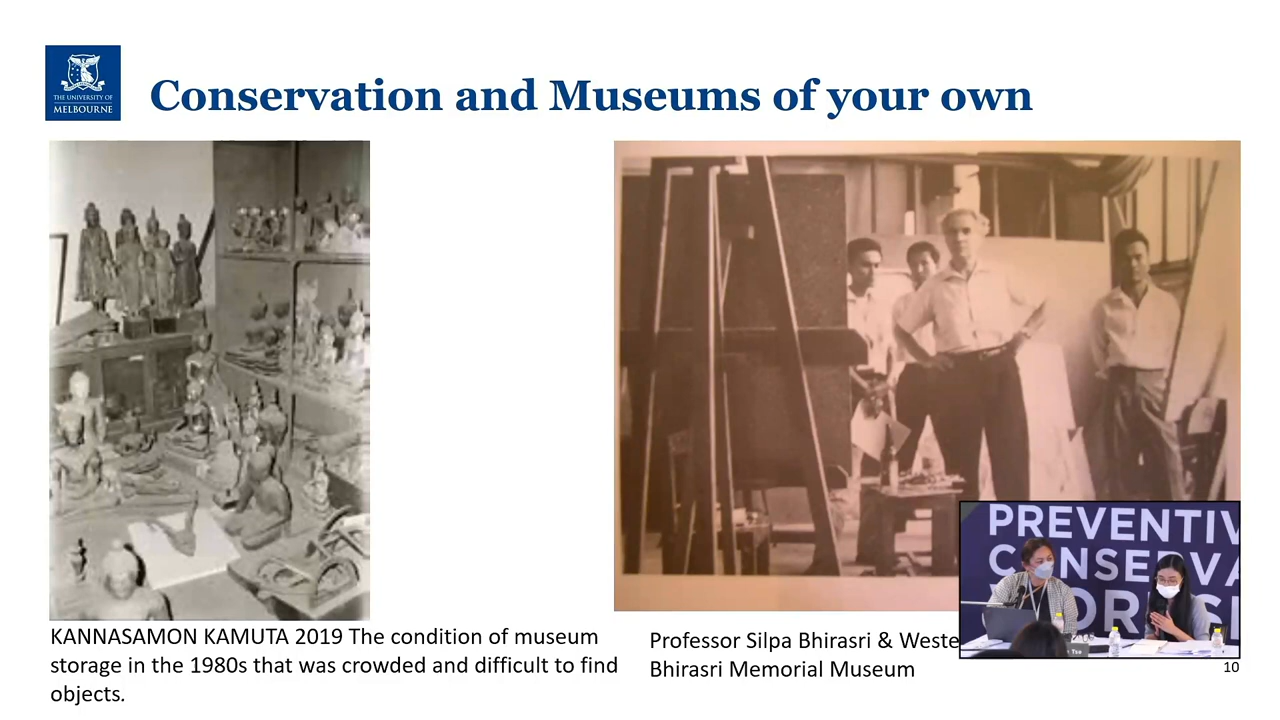 THE UNIVERSITY OF
MELBOURNE
Conservation and Museums of your own
KANNASAMON KAMUTA 2019 The condition of museum
storage in the 1980s that was crowded and difficult to find
objects.
Professor Silpa Bhirasri & Weste
Bhirasri Memorial Museum
PREVENTIV
CONSERVA
Tse
10